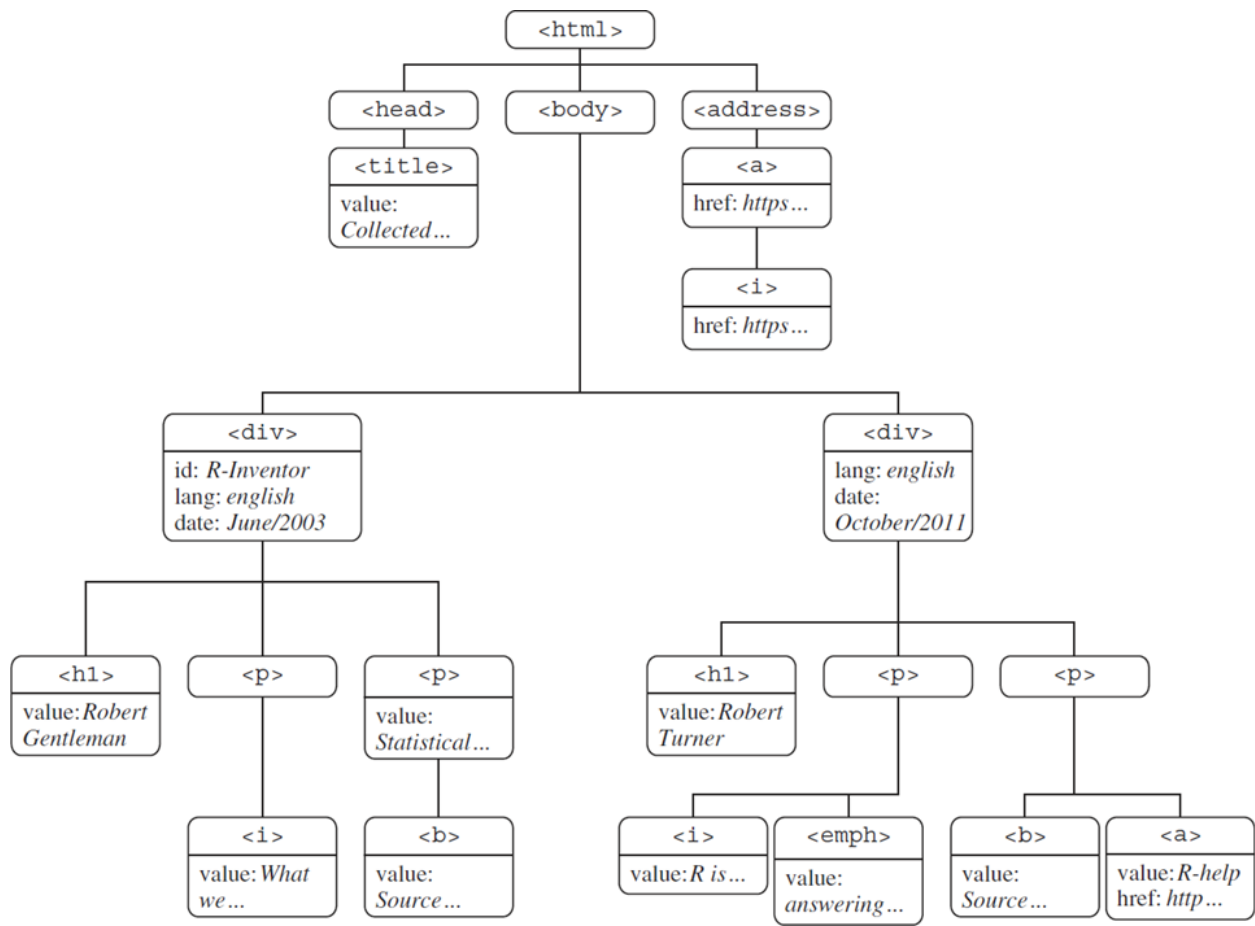 <html>
<head>
<body>
<address>
<title>
value:
Collected...
<a>
href: https...
<i>
href: https...
<div>
id: R-Inventor
lang: english
date: June/2003
<div>
lang: english
date:
October/2011
<h1>
value: Robert
Gentleman
<p>
<p>
value:
Statistical...
<h1>
value: Robert
Turner
<p>
<p>
<i>
value: What
we...
<b>
value:
Source...
<i>
value: R is...
<emph>
value:
answering...
<b>
value:
Source...
<a>
value: R-help
href: http...